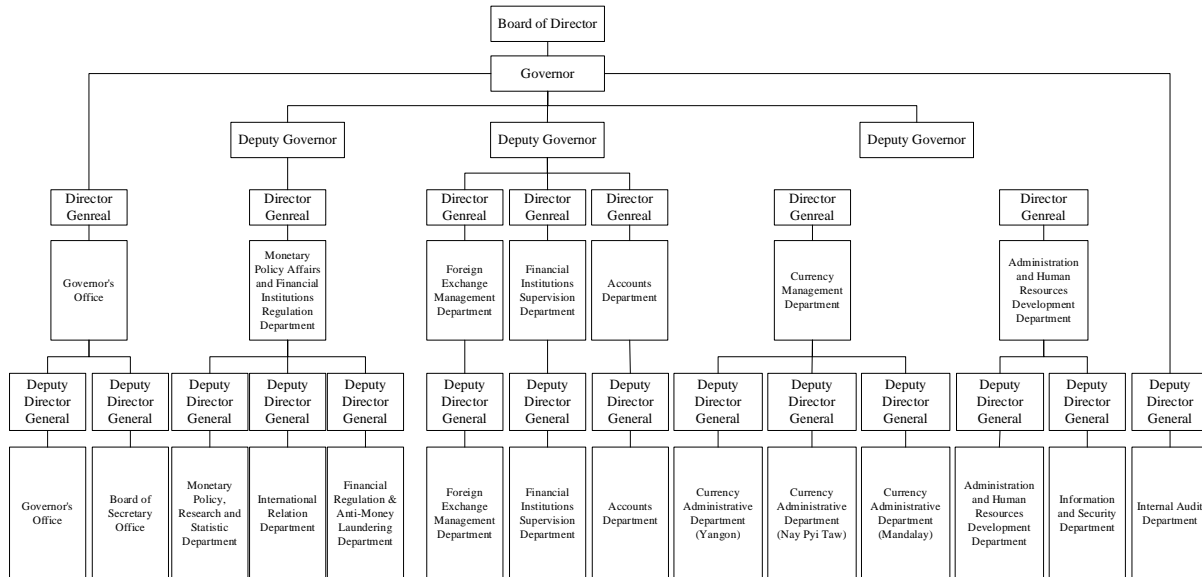 Board of Director
Governor
Deputy Governor
Deputy Governor
Deputy Governor
Director
Genreal
Director
Genreal
Director
Genreal
Director
Genreal
Director
Genreal
Director
Genreal
Director
Genreal
Governor's
Office
Monetary
Policy Affairs
and Financial
Institutions
Regulation
Department
Foreign
Exchange
Management
Department
Financial
Institutions
Supervision
Department
Accounts
Department
Currency
Management
Department
Administration
and Human
Resources
Development
Department
Deputy
Director
General
Deputy
Director
General
Deputy
Director
General
Deputy
Director
General
Deputy
Director
General
Deputy
Director
General
Deputy
Director
General
Deputy
Director
General
Deputy
Director
General
Deputy
Director
General
Deputy
Director
General
Deputy
Director
General
Deputy
Director
General
Deputy
Director
General
Governor's
Office
Board of
Secretary
Office
Monetary
Policy,
Research and
Statistic
Department
International
Relation
Department
Financial
Regulation &
Anti-Money
Laundering
Department
Foreign
Exchange
Management
Department
Financial
Institutions
Supervision
Department
Accounts
Department
Currency
Administrative
Department
(Yangon)
Currency
Administrative
Department
(Nay Pyi Taw)
Currency
Administrative
Department
(Mandalay)
Administration
and Human
Resources
Development
Department
Information
and Security
Department
Internal Audit
Department